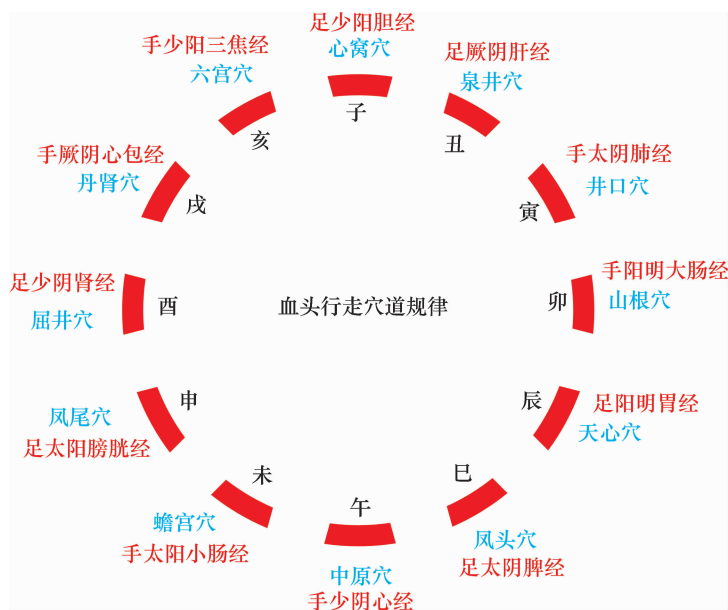 足少阳胆经
心窝穴
子
足厥阴肝经
泉井穴
丑
手太阴肺经
井口穴
寅
手阳明大肠经
山根穴
卯
足阳明胃经
天心穴
辰
巳
凤头穴
足太阴脾经
午
中原穴
手少阴心经
未
蟾宫穴
手太阳小肠经
申
凤尾穴
足太阳膀胱经
足少阴肾经
屈井穴
酉
手厥阴心包经
丹肾穴
戌
手少阳三焦经
六宫穴
亥
血头行走穴道规律